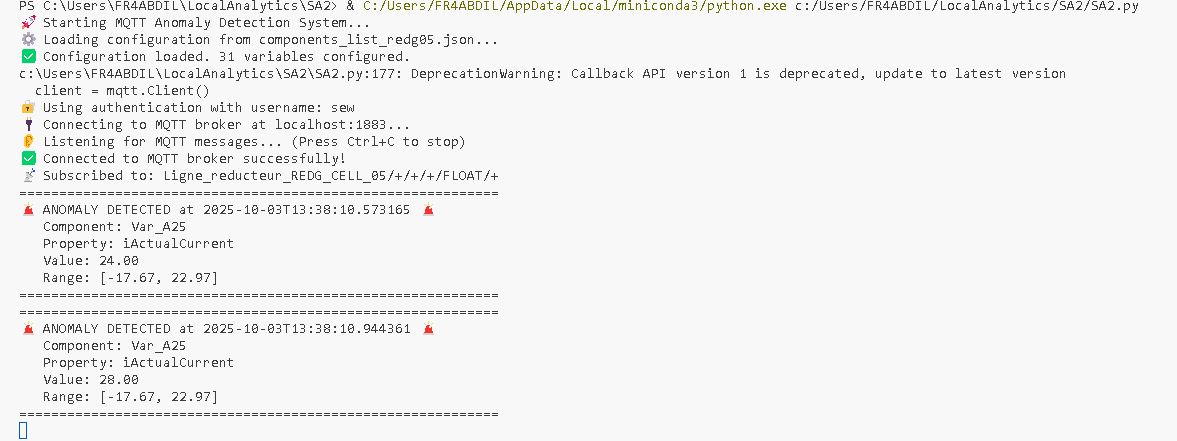 PS C:\Users\FR4ABDIL\LocalAnalytics\SA2> & C:/Users/FR4ABDIL/AppData/Local/miniconda3/python.exe c:/Users/FR4ABDIL/LocalAnalytics/SA2/SA2.py
🚀 Starting MQTT Anomaly Detection System...
⚙️ Loading configuration from components_list_redg05.json...
✅ Configuration loaded. 31 variables configured.
c:\Users\FR4ABDIL\LocalAnalytics\SA2\SA2.py:177: DeprecationWarning: Callback API version 1 is deprecated, update to latest version
  client = mqtt.Client()
🔐 Using authentication with username: sew
🔌 Connecting to MQTT broker at localhost:1883...
👂 Listening for MQTT messages... (Press Ctrl+C to stop)
✅ Connected to MQTT broker successfully!
📡 Subscribed to: Ligne_reducteur_REDG_CELL_05/+/+/+/FLOAT/+
============================================================
🚨 ANOMALY DETECTED at 2025-10-03T13:38:10.573165 🚨
   Component: Var_A25
   Property: iActualCurrent
   Value: 24.00
   Range: [-17.67, 22.97]
============================================================
============================================================
🚨 ANOMALY DETECTED at 2025-10-03T13:38:10.944361 🚨
   Component: Var_A25
   Property: iActualCurrent
   Value: 28.00
   Range: [-17.67, 22.97]
============================================================